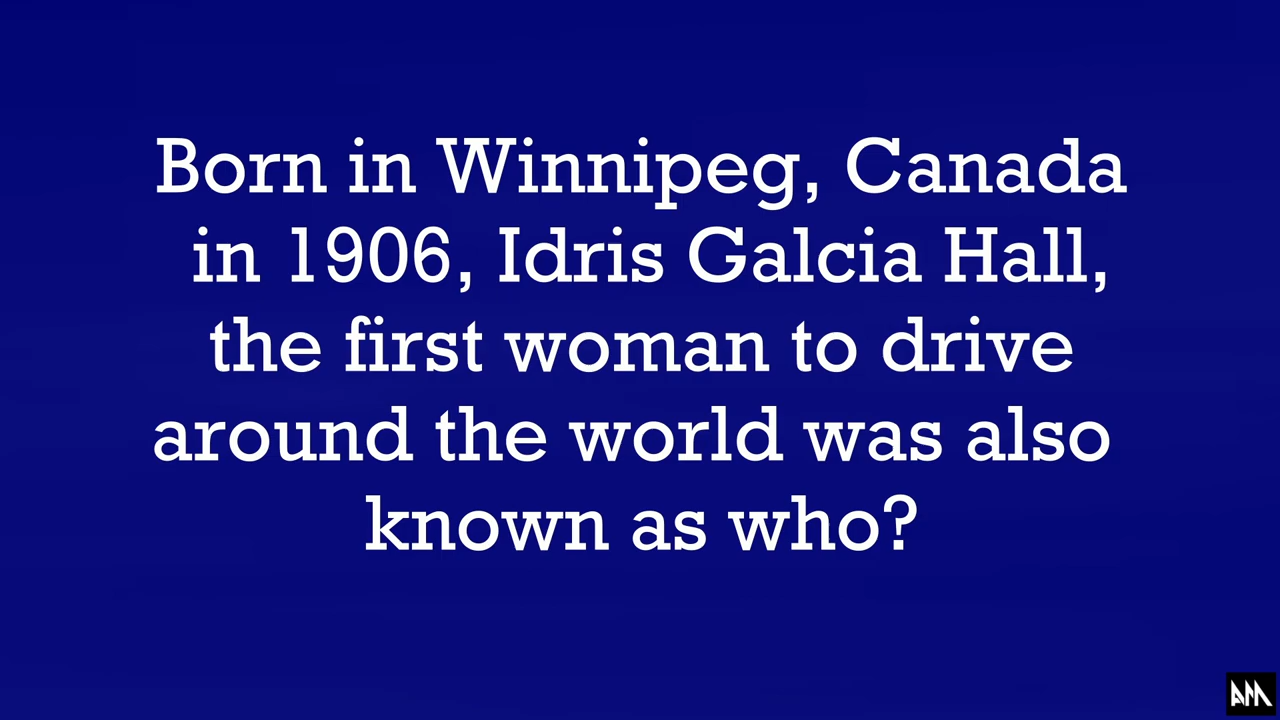 Born in Winnipeg, Canada
in 1906, Idris Galcia Hall,
the first woman to drive
around the world was also
known as who?
AM